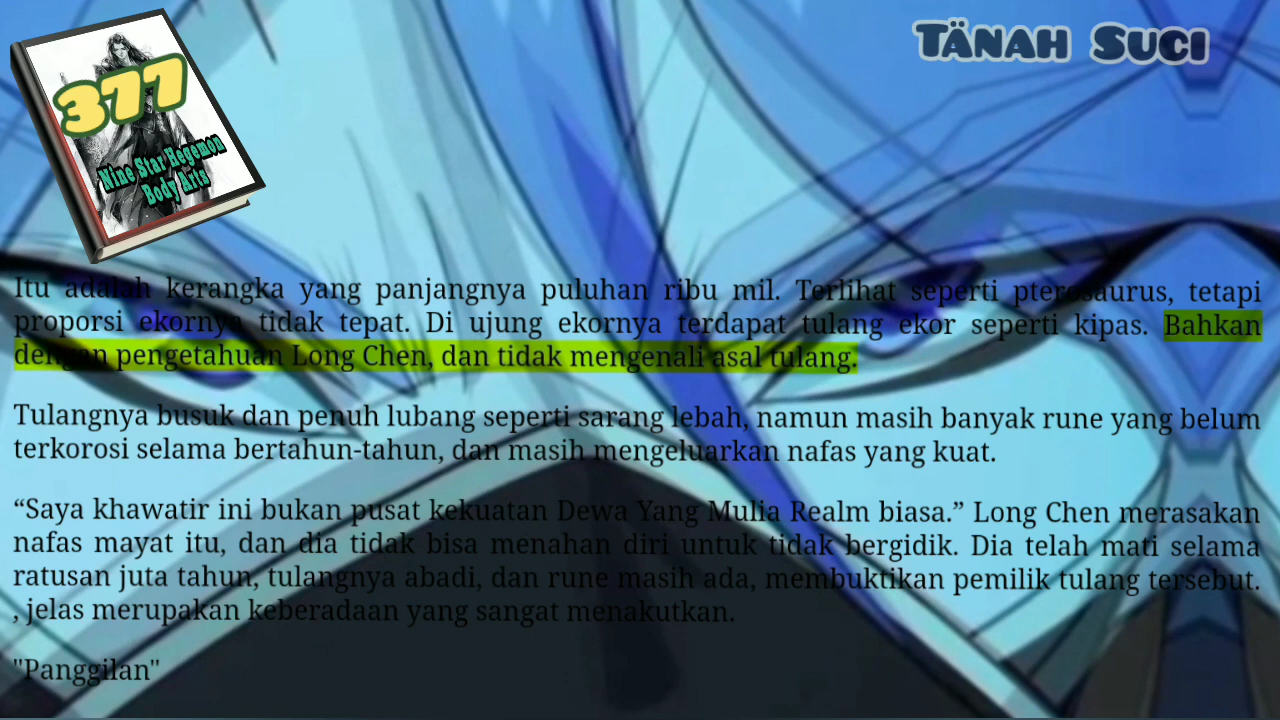 377
Nine Star Hegemon
Body Arts
Tänah Suci
Itu adalah kerangka yang panjangnya puluhan ribu mil. Terlihat seperti pterosaurus, tetapi
proporsi ekornya tidak tepat. Di ujung ekornya terdapat tulang ekor seperti kipas. Bahkan
dengan pengetahuan Long Chen, dan tidak mengenali asal tulang.
Tulangnya busuk dan penuh lubang seperti sarang lebah, namun masih banyak rune yang belum
terkorosi selama bertahun-tahun, dan masih mengeluarkan nafas yang kuat.
“Saya khawatir ini bukan pusat kekuatan Dewa Yang Mulia Realm biasa.” Long Chen merasakan
nafas mayat itu, dan dia tidak bisa menahan diri untuk tidak bergidik. Dia telah mati selama
ratusan juta tahun, tulangnya abadi, dan rune masih ada, membuktikan pemilik tulang tersebut.
, jelas merupakan keberadaan yang sangat menakutkan.
"Panggilan"